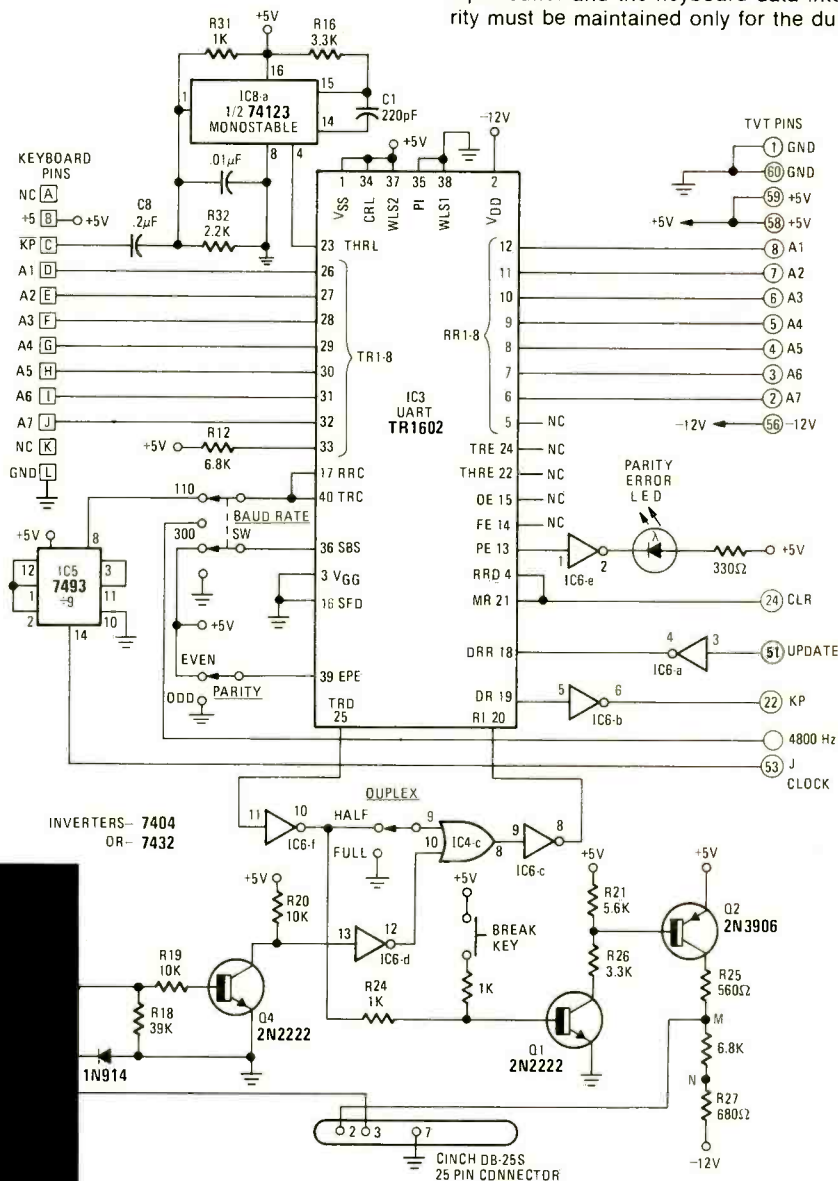 rity must be maintained only for the du
+5V
R31
1K
R16
3.3K
16
1
IC8-a
1/2 74123
MONOSTABLE
15
14
C1
220pF
8
4
-12V
+5V
TVT PINS
1 GND
60 GND
59 +5V
+5V
58 +5V
KEYBOARD
PINS
NC A
+5 B +5V
KP C
C8
.2µF
.01µF
R32
2.2K
1 34 37 35 38 2
VSS CRL WLS2 PI WLS1 VDD
23 THRL
A1 D 26
A2 E 27
A3 F 28
A4 G 29
A5 H 30
A6 I 31
A7 J 32
NC K
GND L
TR1-8
+5V
R12
6.8K
33
RR1-8
12 8 A1
11 7 A2
10 6 A3
9 5 A4
8 4 A5
7 3 A6
6 2 A7
5 NC
-12V 56 -12V
IC3
UART
TR1602
TRE 24 NC
THRE 22 NC
OE 15 NC
FE 14 NC
PE 13
1 2
IC6-e
PARITY
ERROR
LED
λ
330Ω
+5V
17 RRC
40 TRC
110
BAUD RATE
300
SW
36 SBS
3 VGG
16 SFD
+5V
EVEN
39 EPE
ODD
PARITY
TRD
25
RRD 4
MR 21
24 CLR
DRR 18
4 3
IC6-a
51 UPDATE
DR 19
5 6
IC6-b
22 KP
RI 20
4800 Hz
53 J
CLOCK
+5V
8
IC5
7493
÷9
12 3
1 11
2 10
14
INVERTERS- 7404
OR- 7432
DUPLEX
11 10
IC6-f
HALF
FULL
9
10
IC4-c
8
9 8
IC6-c
+5V
R20
10K
13 12
IC6-d
+5V
BREAK
KEY
R24
1K
1K
R19
10K
R18
39K
Q4
2N2222
1N914
+5V
R21
5.6K
R26
3.3K
Q1
2N2222
+5V
Q2
2N3906
R25
560Ω
M
6.8K
N
R27
680Ω
-12V
2 3 7
CINCH DB-25S
25 PIN CONNECTOR